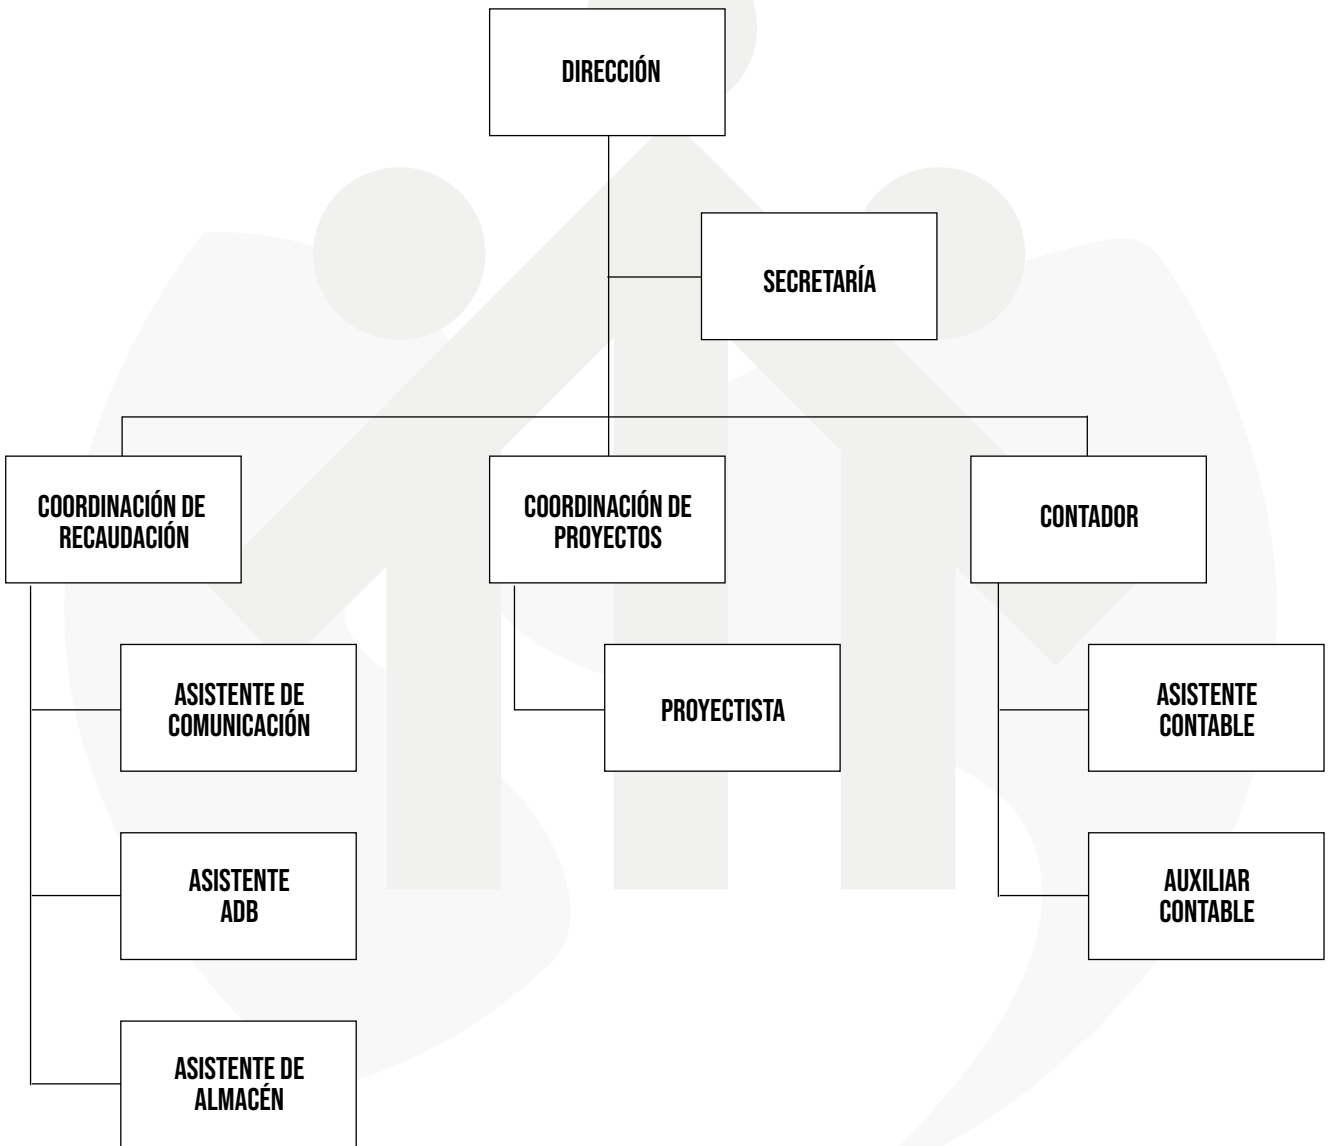 DIRECCIÓN
SECRETARÍA
COORDINACIÓN DE
RECAUDACIÓN
COORDINACIÓN DE
PROYECTOS
CONTADOR
ASISTENTE DE
COMUNICACIÓN
PROYECTISTA
ASISTENTE
CONTABLE
ASISTENTE
ADB
AUXILIAR
CONTABLE
ASISTENTE DE
ALMACÉN